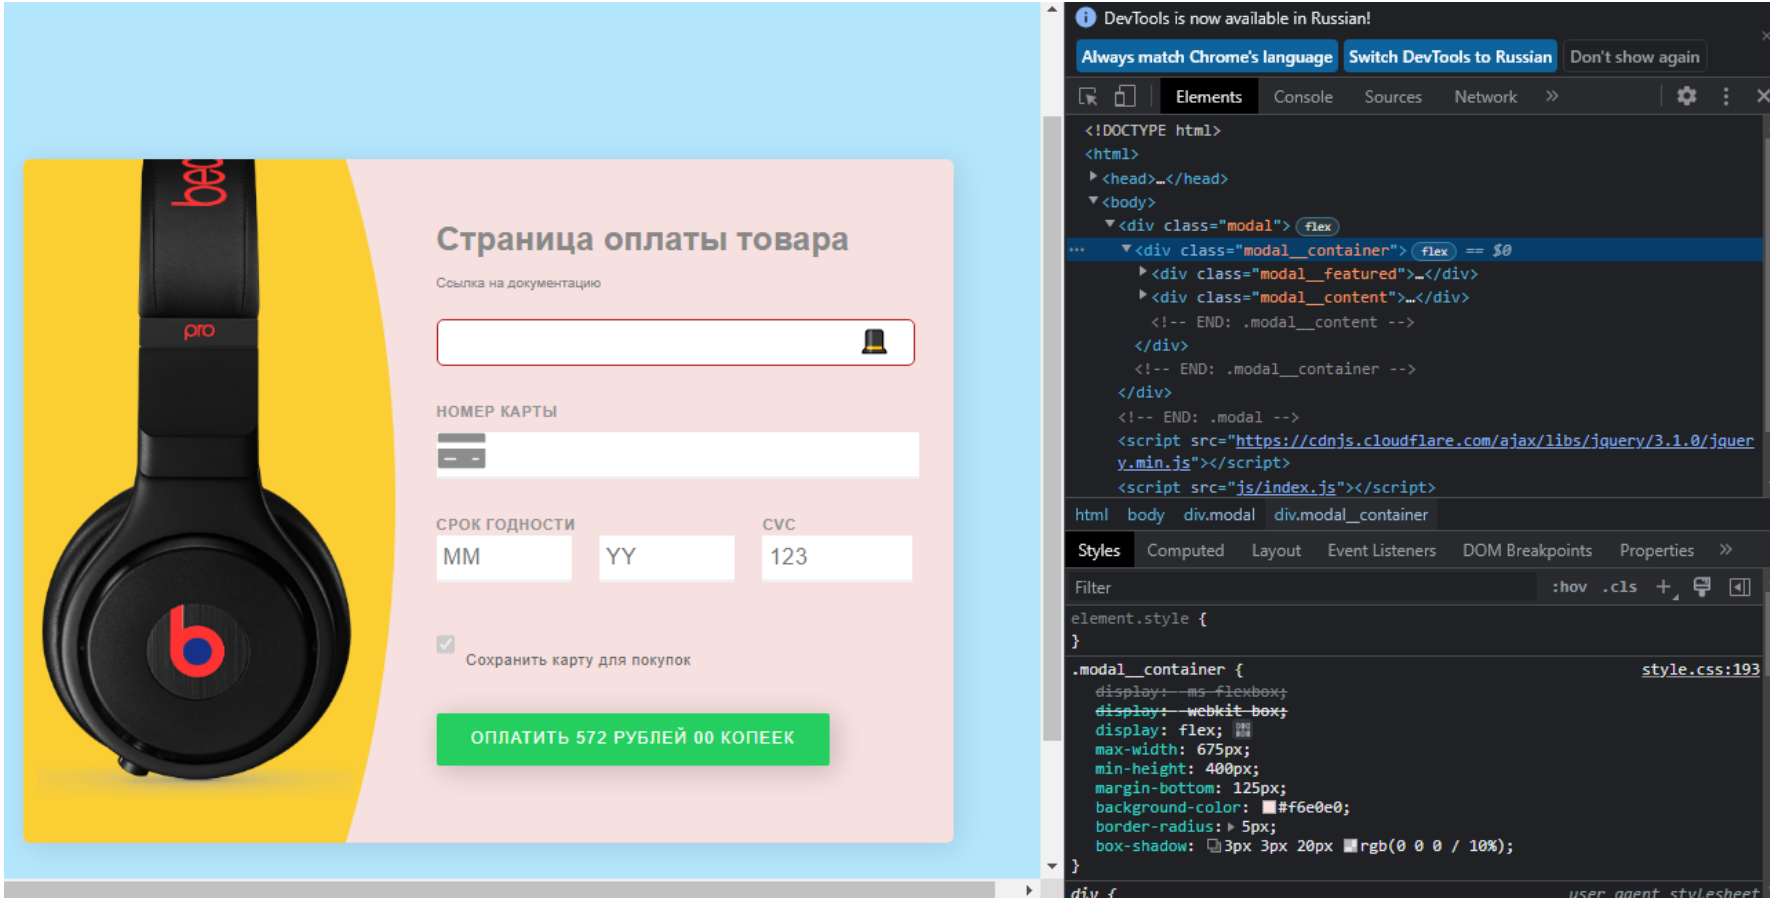 beo
pro
b
Страница оплаты товара
Ссылка на документацию
НОМЕР КАРТЫ
СРОК ГОДНОСТИ
CVC
MM
YY
123
Сохранить карту для покупок
ОПЛАТИТЬ 572 РУБЛЕЙ 00 КОПЕЕК
DevTools is now available in Russian!
Always match Chrome's language
Switch DevTools to Russian
Don't show again
Elements
Console
Sources
Network
<!DOCTYPE html>
<html>
<head>…</head>
<body>
<div class="modal"> flex
<div class="modal__container"> flex == $0
<div class="modal__featured">…</div>
<div class="modal__content">…</div>
<!-- END: .modal__content -->
</div>
<!-- END: .modal__container -->
</div>
<!-- END: .modal -->
<script src="https://cdnjs.cloudflare.com/ajax/libs/jquery/3.1.0/jquer
y.min.js"></script>
<script src="js/index.js"></script>
html body div.modal div.modal__container
Styles Computed Layout Event Listeners DOM Breakpoints Properties
Filter
:hov .cls
element.style {
}
.modal__container {
style.css:193
display: -ms-flexbox;
display: -webkit-box;
display: flex;
max-width: 675px;
min-height: 400px;
margin-bottom: 125px;
background-color: #f6e0e0;
border-radius: 5px;
box-shadow: 3px 3px 20px rgb(0 0 0 / 10%);
}
div {
user agent stylesheet